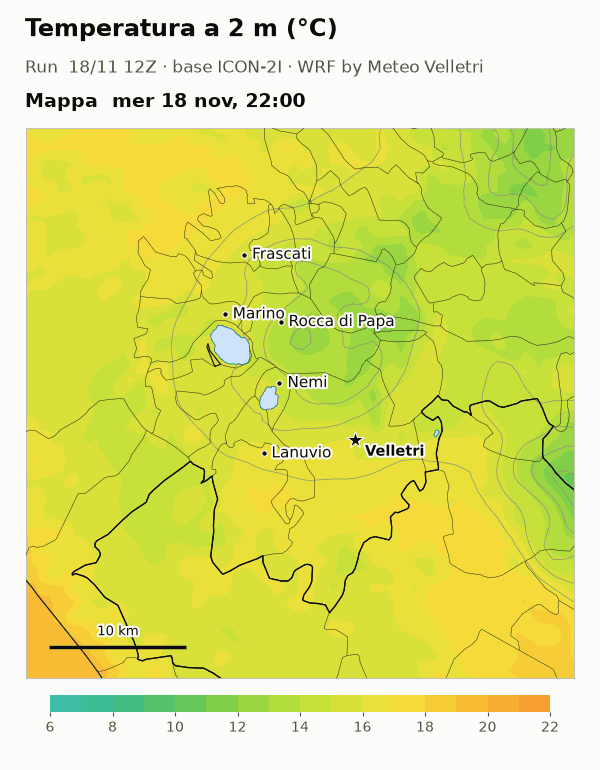 Temperatura a 2 m (°C)
Run  18/11 12Z · base ICON-2I · WRF by Meteo Velletri
Mappa  mer 18 nov, 22:00
Frascati
Marino
Rocca di Papa
Nemi
Velletri
Lanuvio
10 km
6 8 10 12 14 16 18 20 22